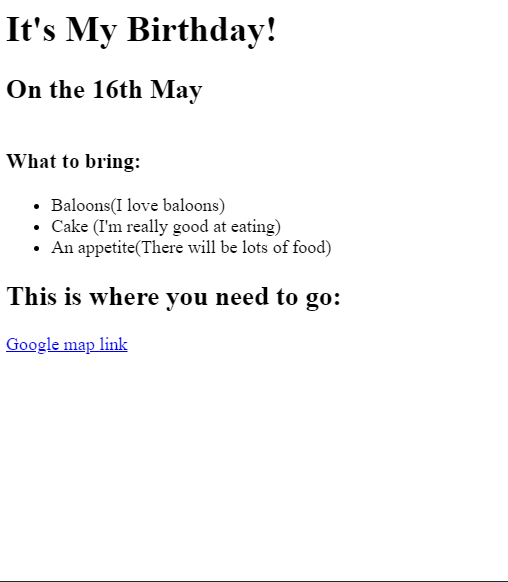 It's My Birthday!
On the 16th May
What to bring:
Baloons(I love baloons)
Cake (I'm really good at eating)
An appetite(There will be lots of food)
This is where you need to go:
Google map link